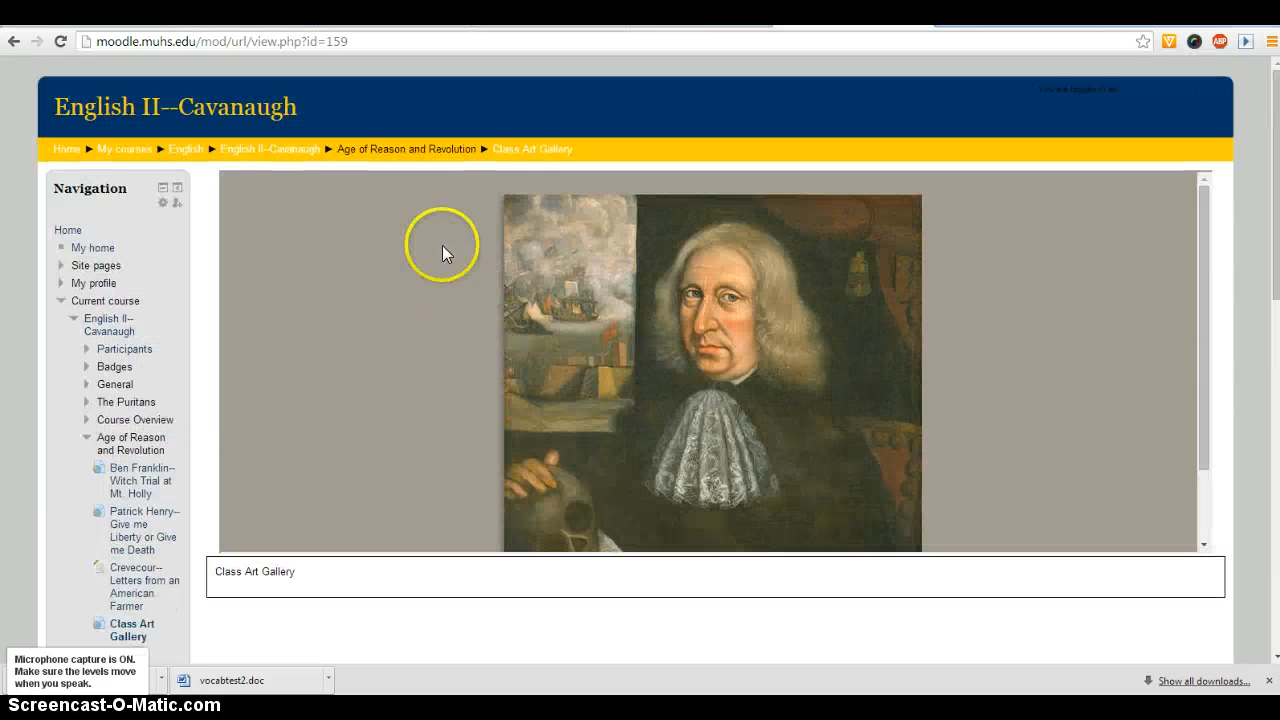 moodle.muhs.edu/mod/url/view.php?id=159
ABP
English II--Cavanaugh
Home ► My courses ► English ► English II--Cavanaugh ► Age of Reason and Revolution ► Class Art Gallery
Navigation
Home
My home
Site pages
My profile
Current course
English II--
Cavanaugh
Participants
Badges
General
The Puritans
Course Overview
Age of Reason
and Revolution
Ben Franklin--
Witch Trial at
Mt. Holly
Patrick Henry--
Give me
Liberty or Give
me Death
Crevecour--
Letters from an
American
Farmer
Class Art
Gallery
Class Art Gallery
Microphone capture is ON.
Make sure the levels move
when you speak.
vocabtest2.doc
Show all downloads...
Screencast-O-Matic.com